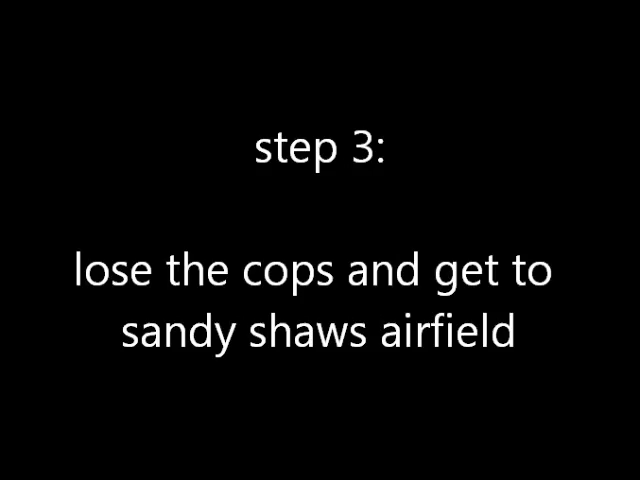 step 3:
lose the cops and get to
sandy shaws airfield